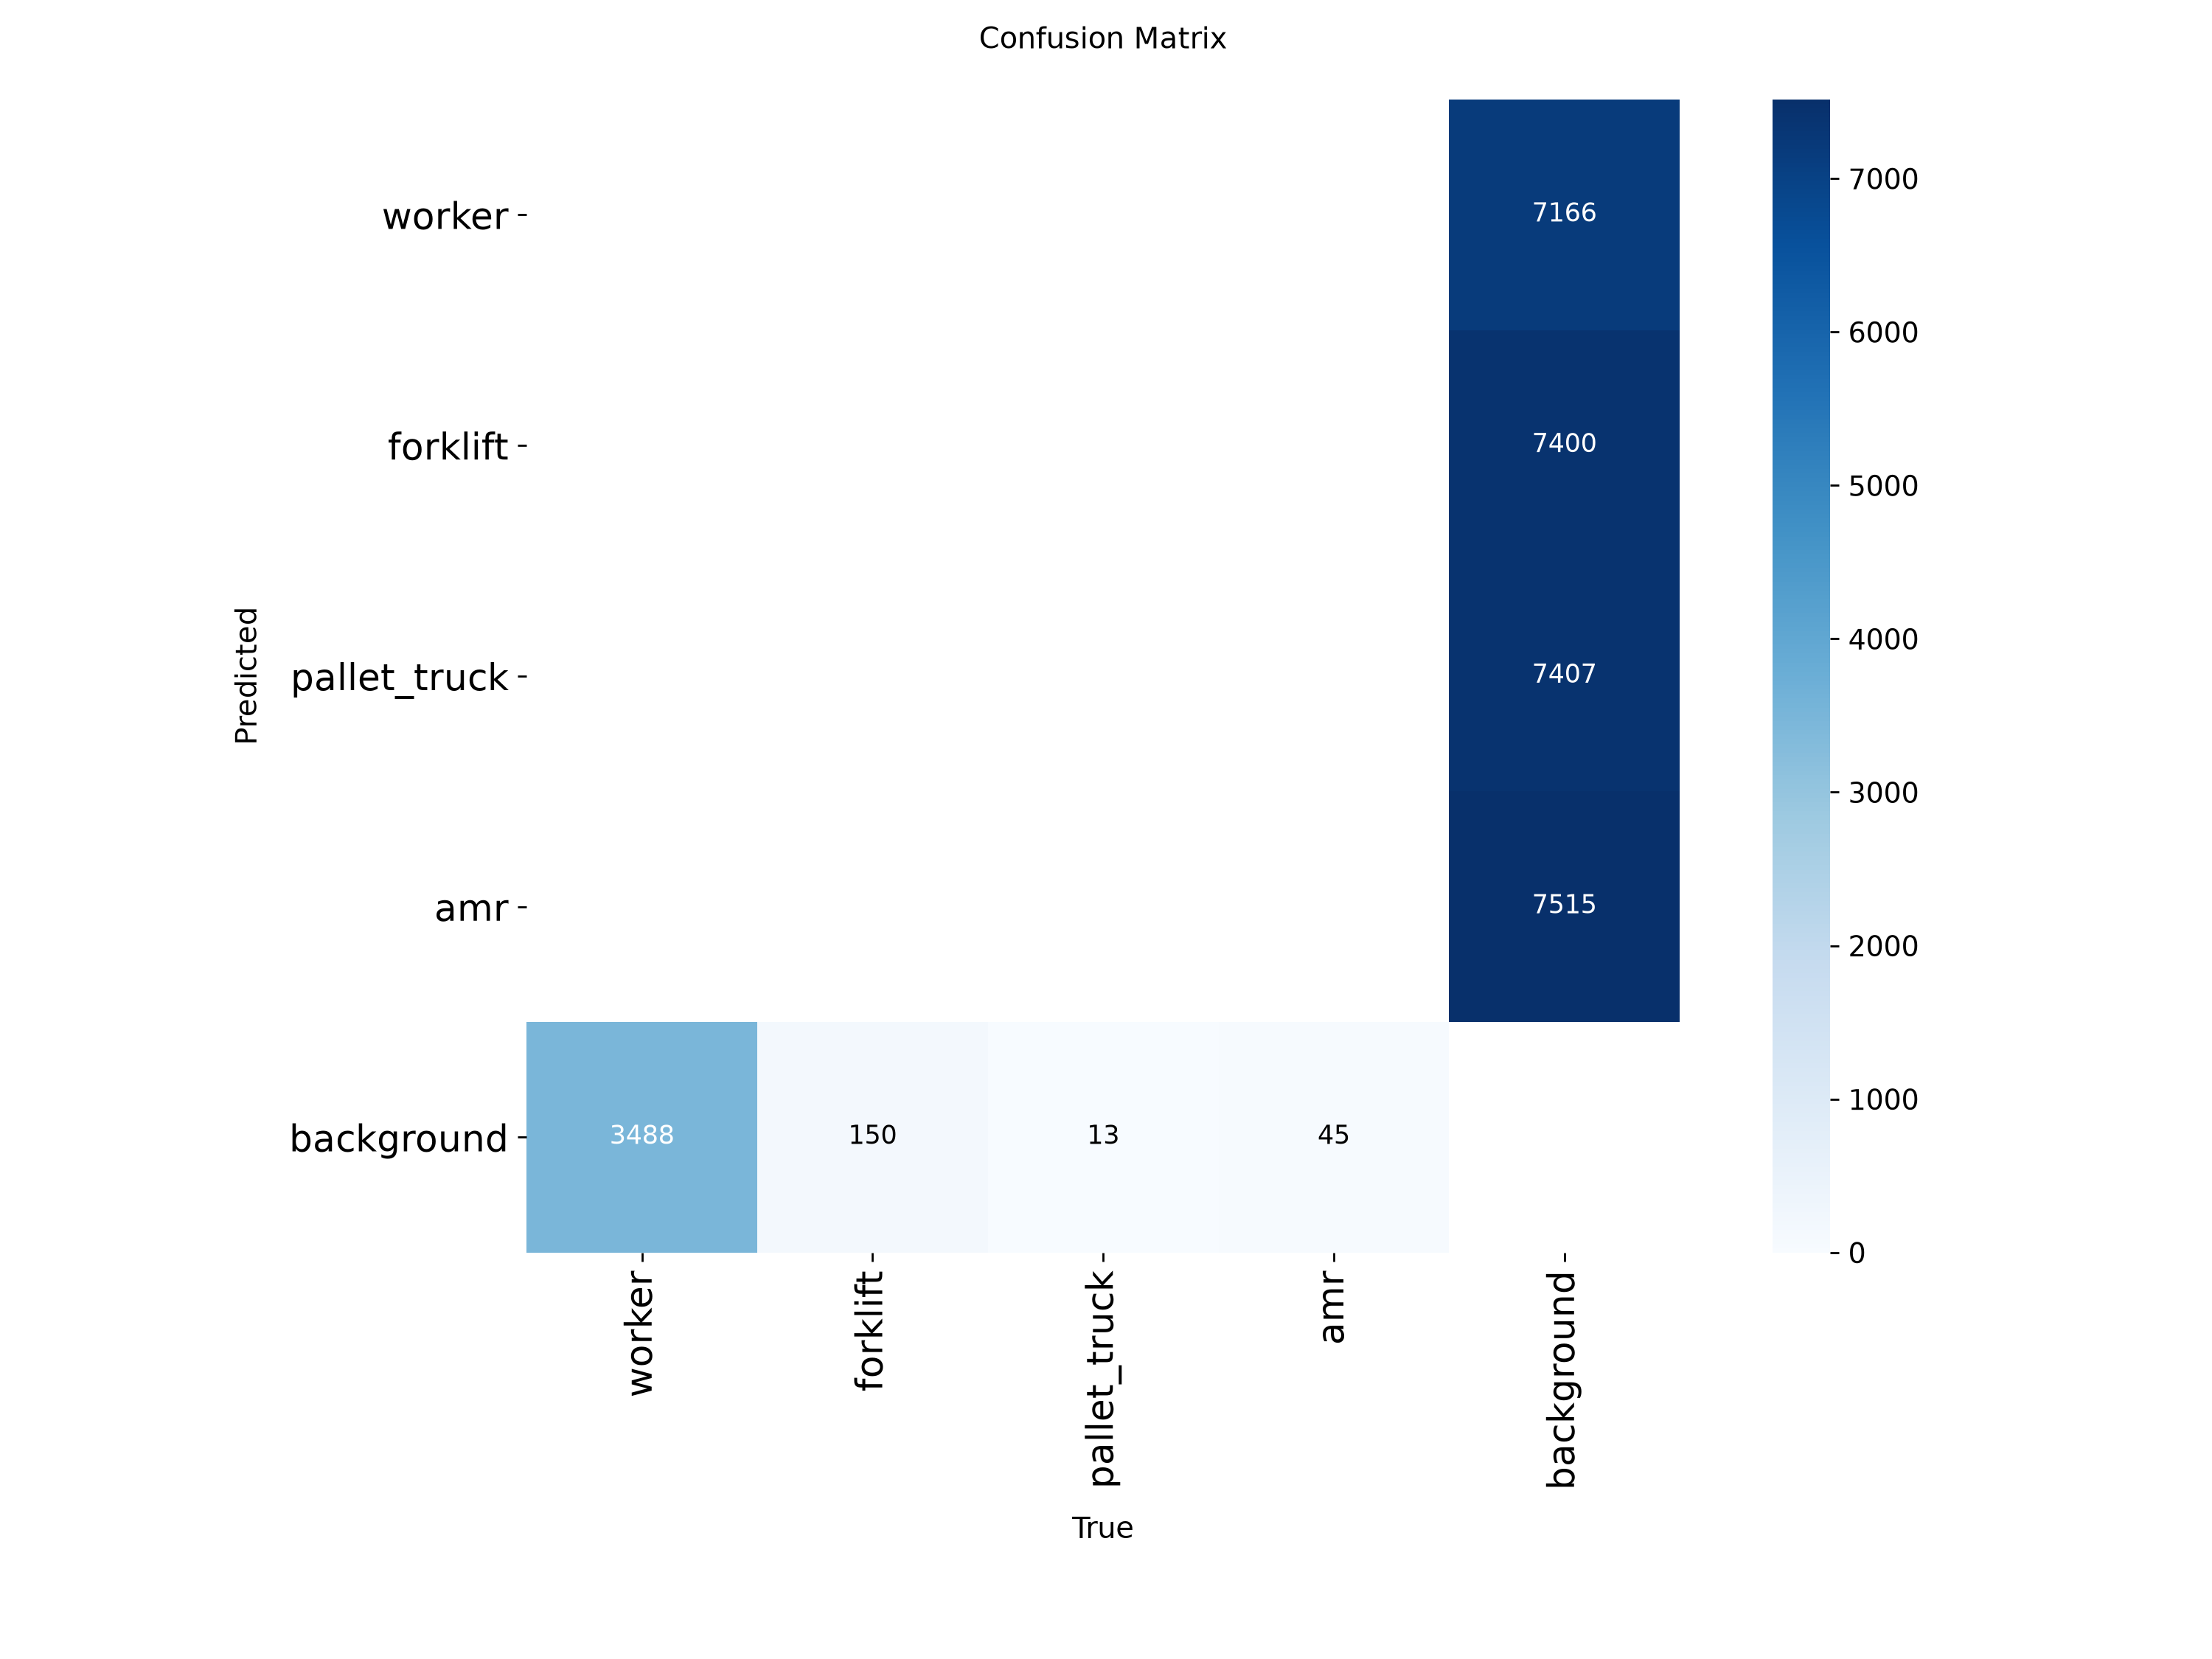 Confusion Matrix
worker
7166
7000
6000
forklift
7400
5000
Predicted
pallet_truck
7407
4000
3000
amr
7515
2000
1000
background
3488
150
13
45
0
worker
forklift
pallet_truck
amr
background
True